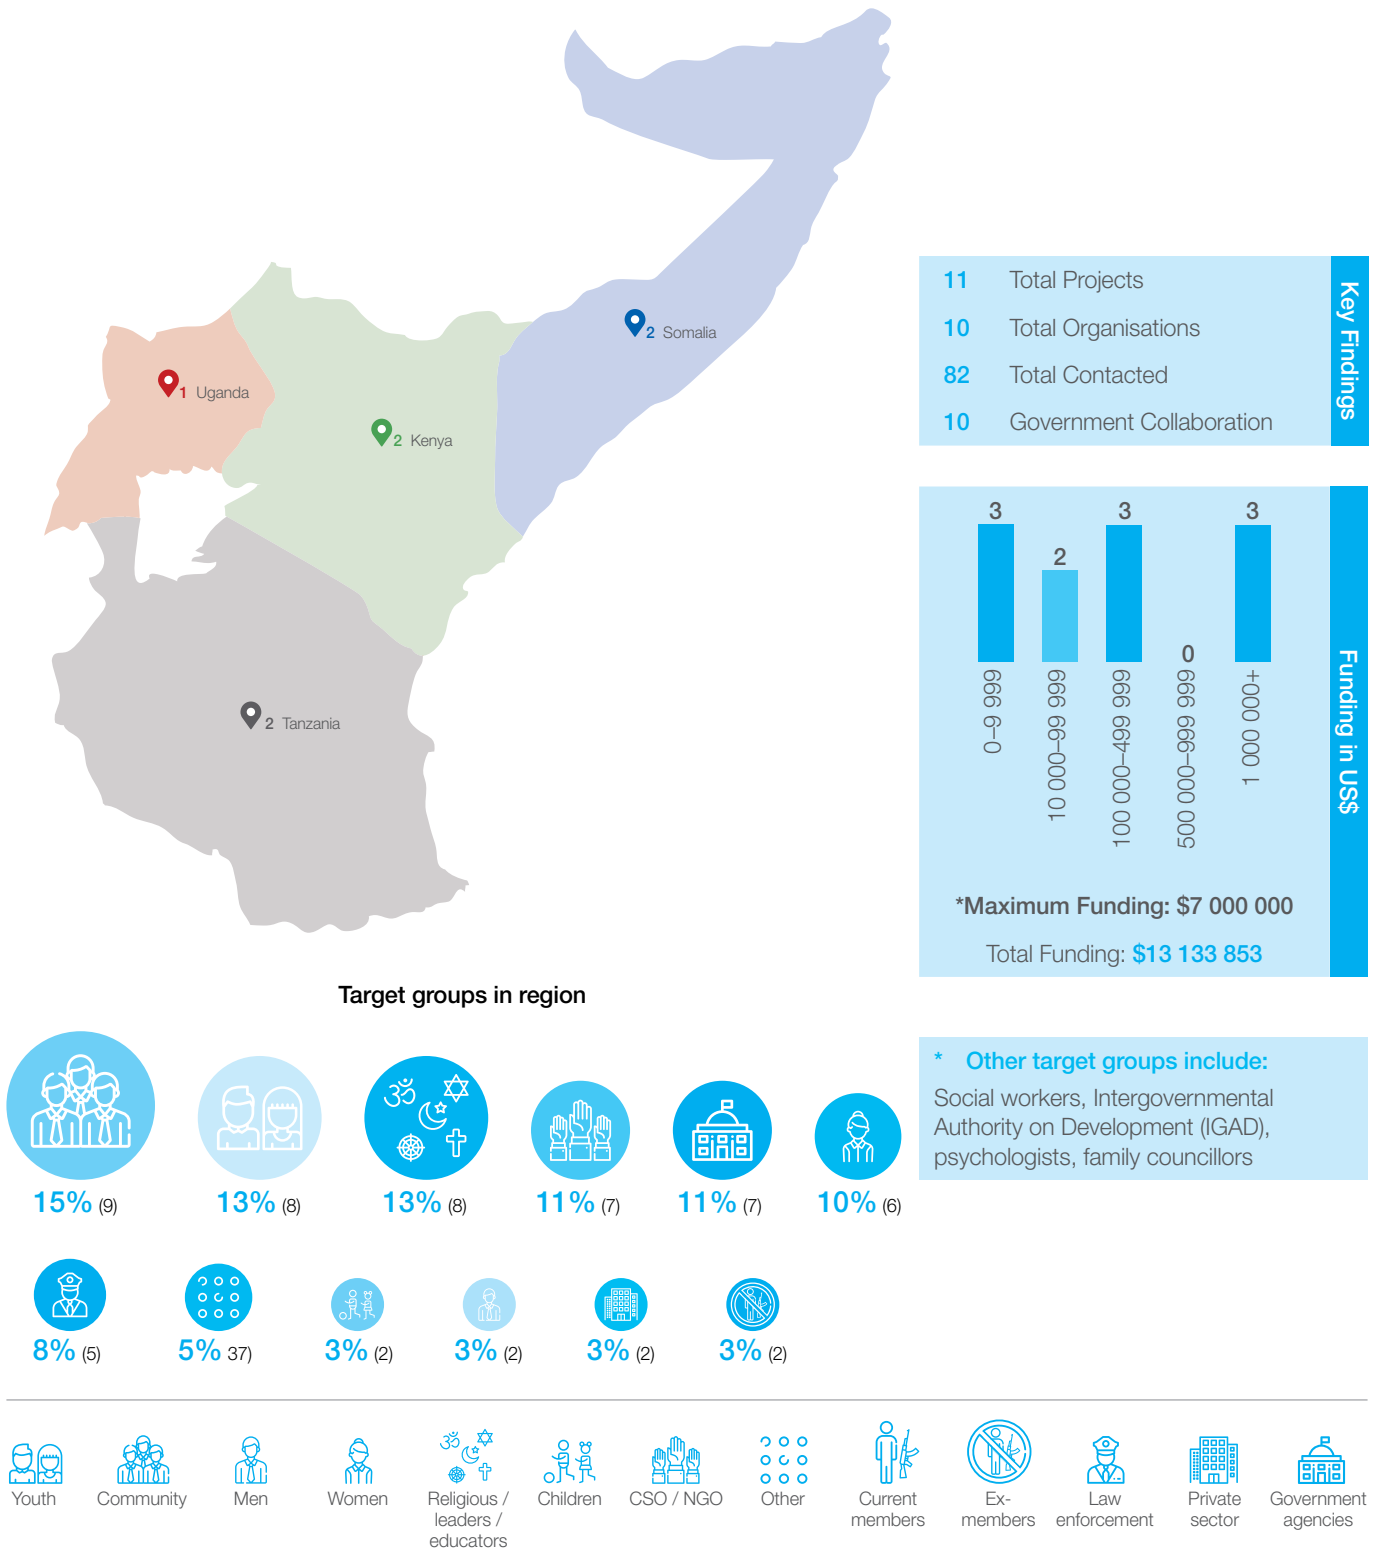 2 Somalia
1 Uganda
2 Kenya
2 Tanzania
11 Total Projects
10 Total Organisations
82 Total Contacted
10 Government Collaboration
Key Findings
3
2
3
0
3
0–9 999
10 000–99 999
100 000–499 999
500 000–999 999
1 000 000+
*Maximum Funding: $7 000 000
Total Funding: $13 133 853
Funding in US$
Target groups in region
15% (9)
13% (8)
13% (8)
11% (7)
11% (7)
10% (6)
8% (5)
5% 37)
3% (2)
3% (2)
3% (2)
3% (2)
* Other target groups include:
Social workers, Intergovernmental
Authority on Development (IGAD),
psychologists, family councillors
Youth
Community
Men
Women
Religious /
leaders /
educators
Children
CSO / NGO
Other
Current
members
Ex-
members
Law
enforcement
Private
sector
Government
agencies